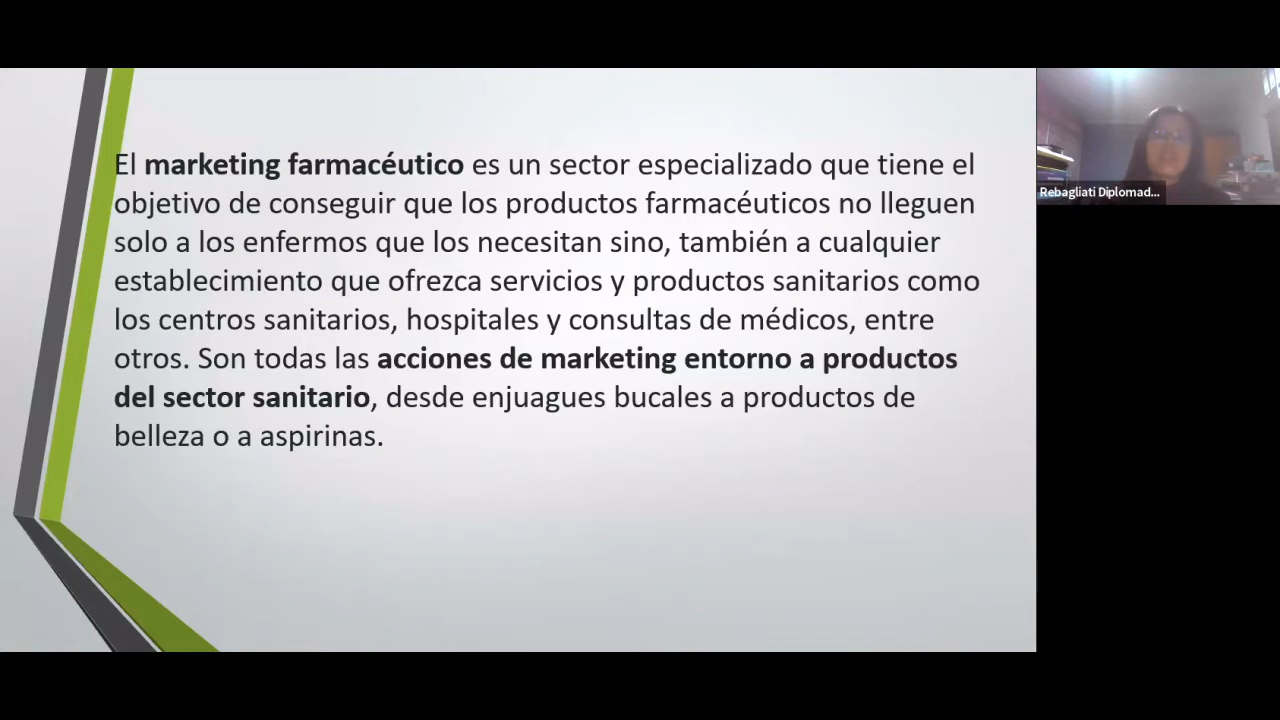 El marketing farmacéutico es un sector especializado que tiene el
objetivo de conseguir que los productos farmacéuticos no lleguen
solo a los enfermos que los necesitan sino, también a cualquier
establecimiento que ofrezca servicios y productos sanitarios como
los centros sanitarios, hospitales y consultas de médicos, entre
otros. Son todas las acciones de marketing entorno a productos
del sector sanitario, desde enjuagues bucales a productos de
belleza o a aspirinas.
Rebagliati Diplomad...